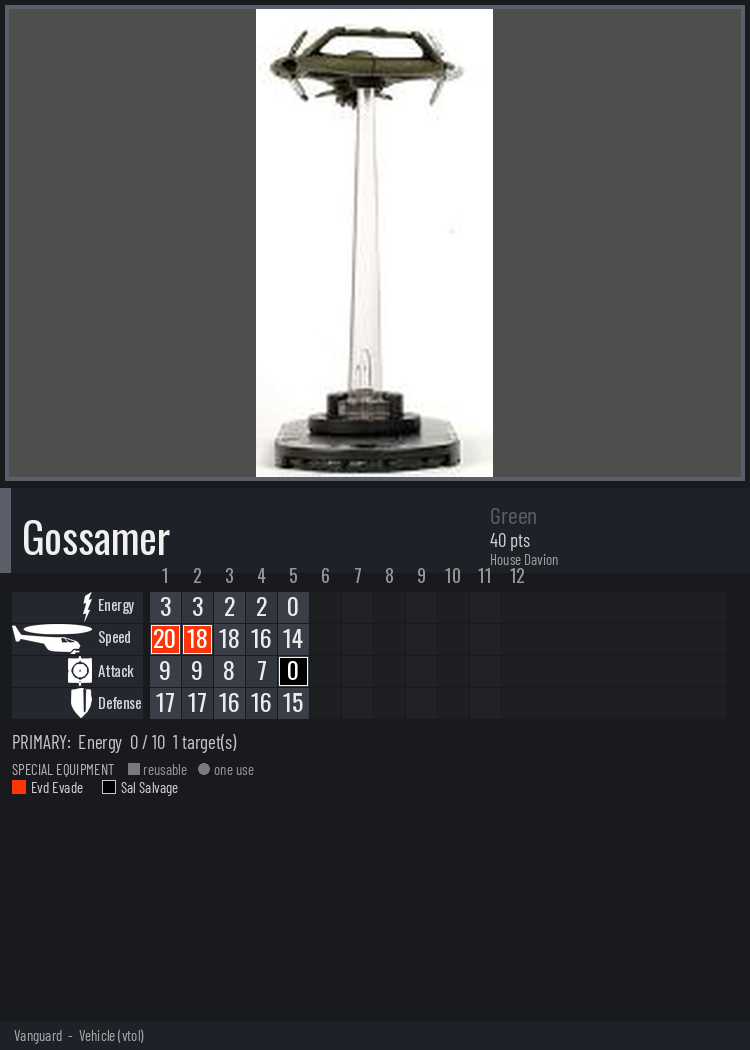 Gossamer
Green
40 pts
House Davion
1 2 3 4 5 6 7 8 9 10 11 12
Energy 3 3 2 2 0
Speed 20 18 18 16 14
Attack 9 9 8 7 0
Defense 17 17 16 16 15
PRIMARY: Energy 0 / 10 1 target(s)
SPECIAL EQUIPMENT reusable one use
Evd Evade Sal Salvage
Vanguard - Vehicle (vtol)